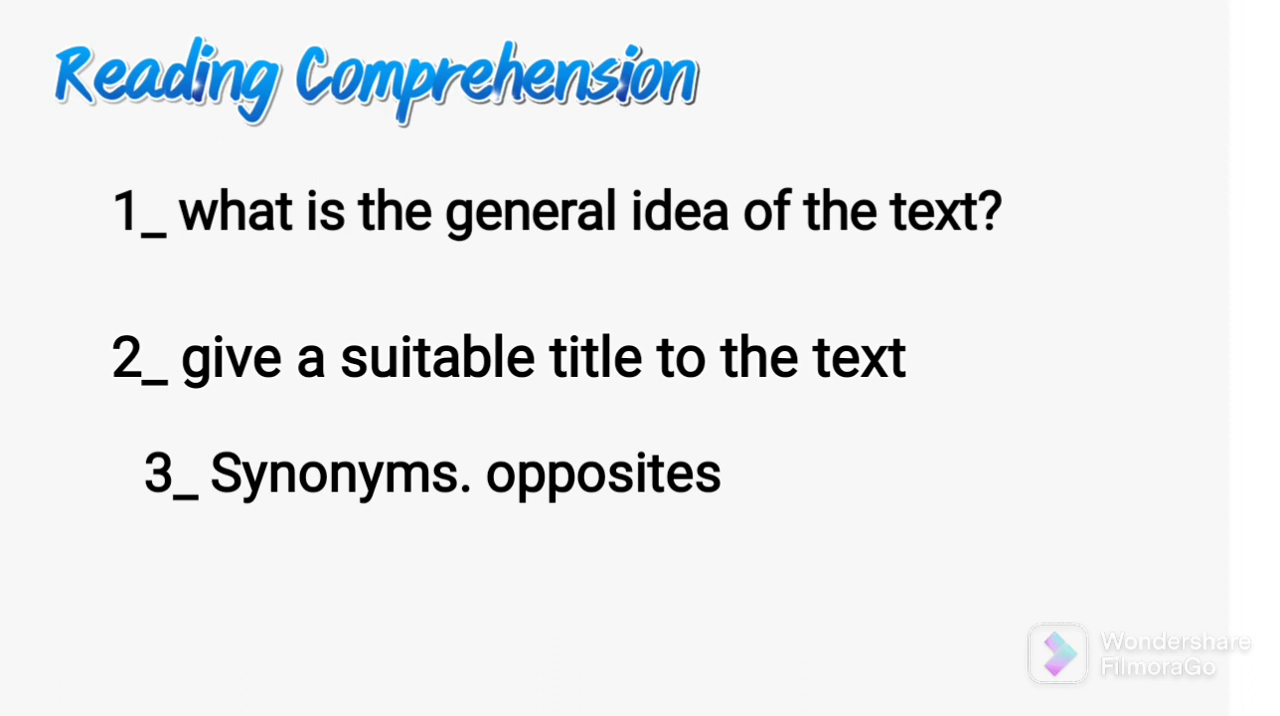 Reading Comprehension
1_ what is the general idea of the text?
2_ give a suitable title to the text
3_ Synonyms. opposites
Wondershare
FilmoraGo